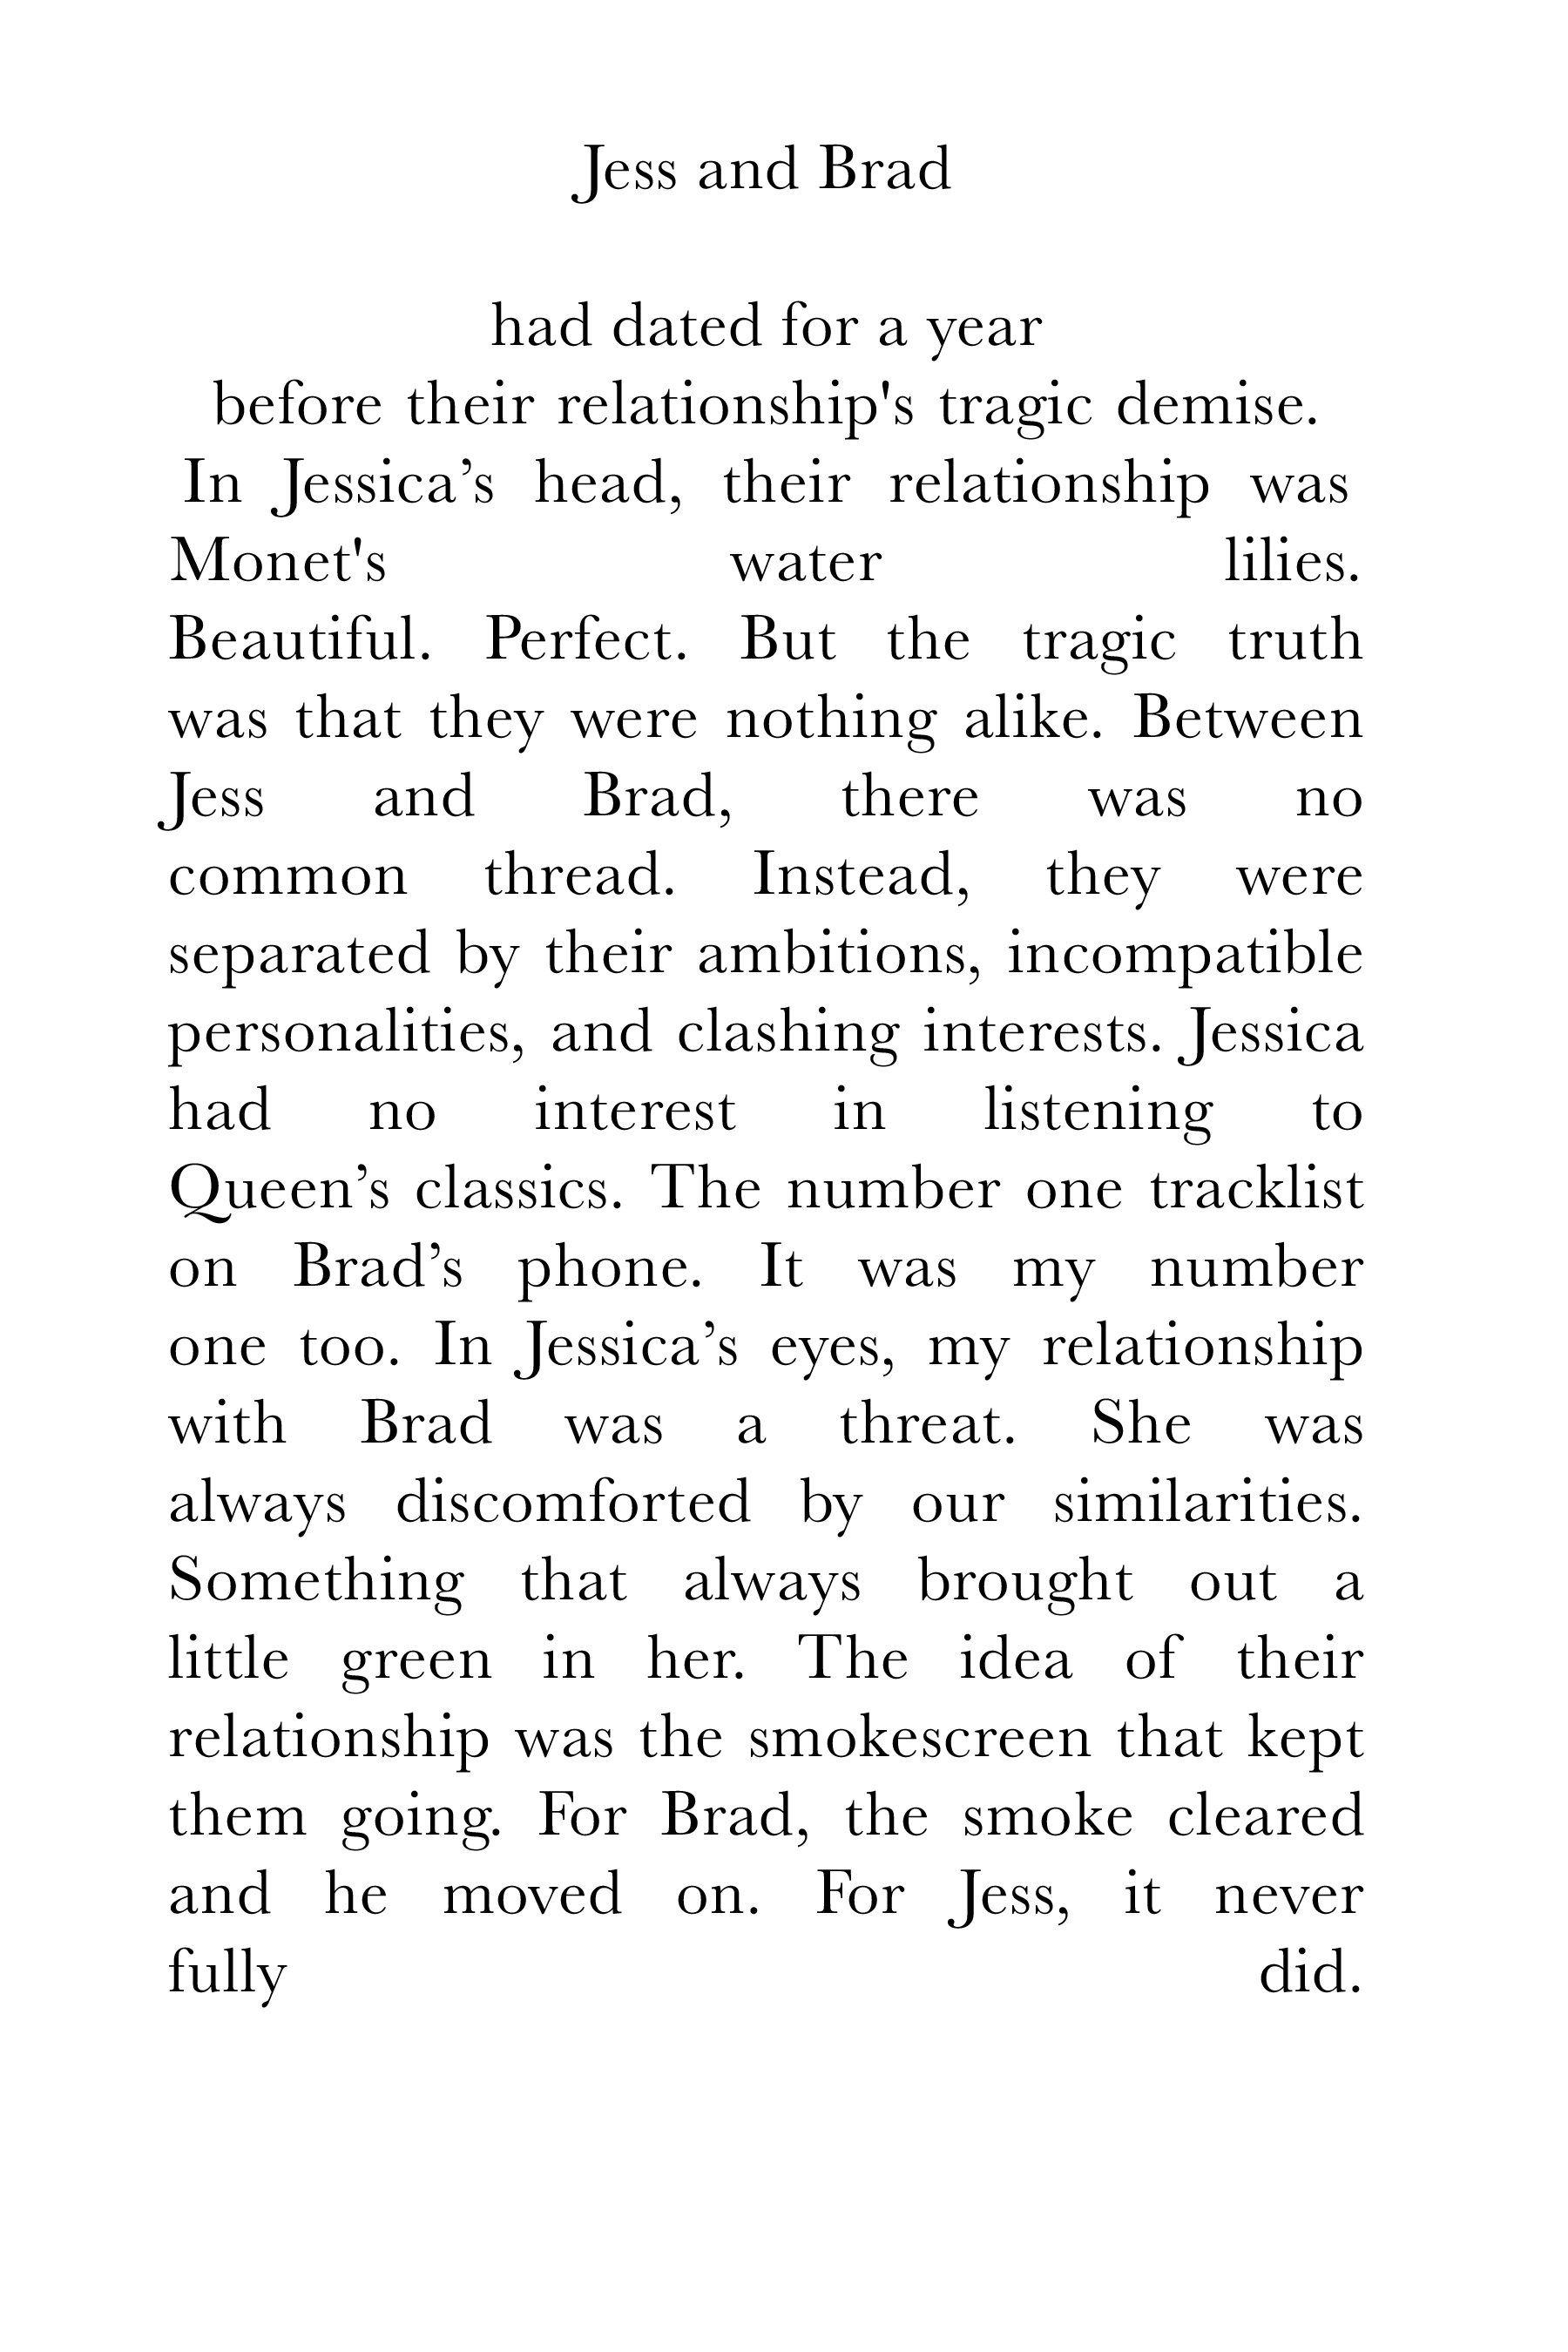 Jess and Brad
had dated for a year
before their relationship's tragic demise.
In Jessica’s head, their relationship was
Monet's water lilies.
Beautiful. Perfect. But the tragic truth
was that they were nothing alike. Between
Jess and Brad, there was no
common thread. Instead, they were
separated by their ambitions, incompatible
personalities, and clashing interests. Jessica
had no interest in listening to
Queen’s classics. The number one tracklist
on Brad’s phone. It was my number
one too. In Jessica’s eyes, my relationship
with Brad was a threat. She was
always discomforted by our similarities.
Something that always brought out a
little green in her. The idea of their
relationship was the smokescreen that kept
them going. For Brad, the smoke cleared
and he moved on. For Jess, it never
fully did.